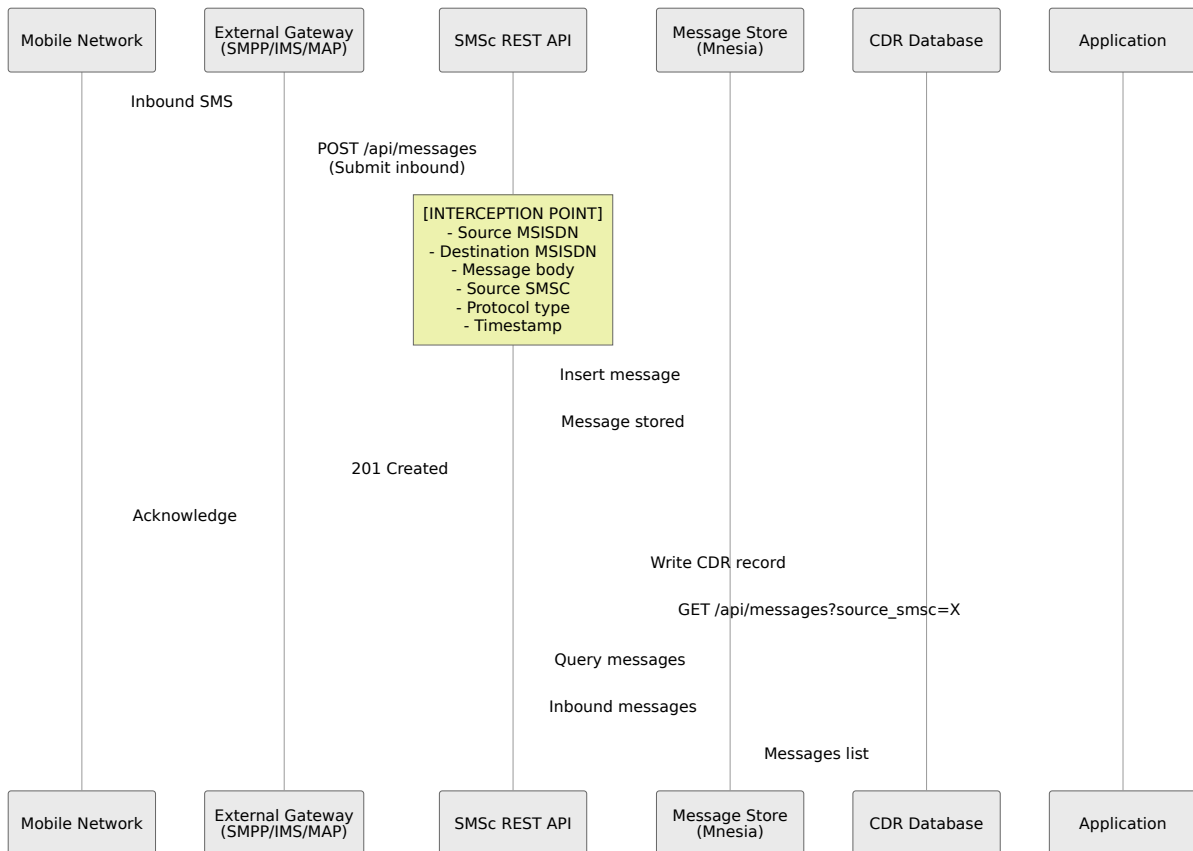 Mobile Network
External Gateway
(SMPP/IMS/MAP)
SMSc REST API
Message Store
(Mnesia)
CDR Database
Application
Inbound SMS
POST /api/messages
(Submit inbound)
[INTERCEPTION POINT]
- Source MSISDN
- Destination MSISDN
- Message body
- Source SMSC
- Protocol type
- Timestamp
Insert message
Message stored
201 Created
Acknowledge
Write CDR record
GET /api/messages?source_smsc=X
Query messages
Inbound messages
Messages list
Mobile Network
External Gateway
(SMPP/IMS/MAP)
SMSc REST API
Message Store
(Mnesia)
CDR Database
Application